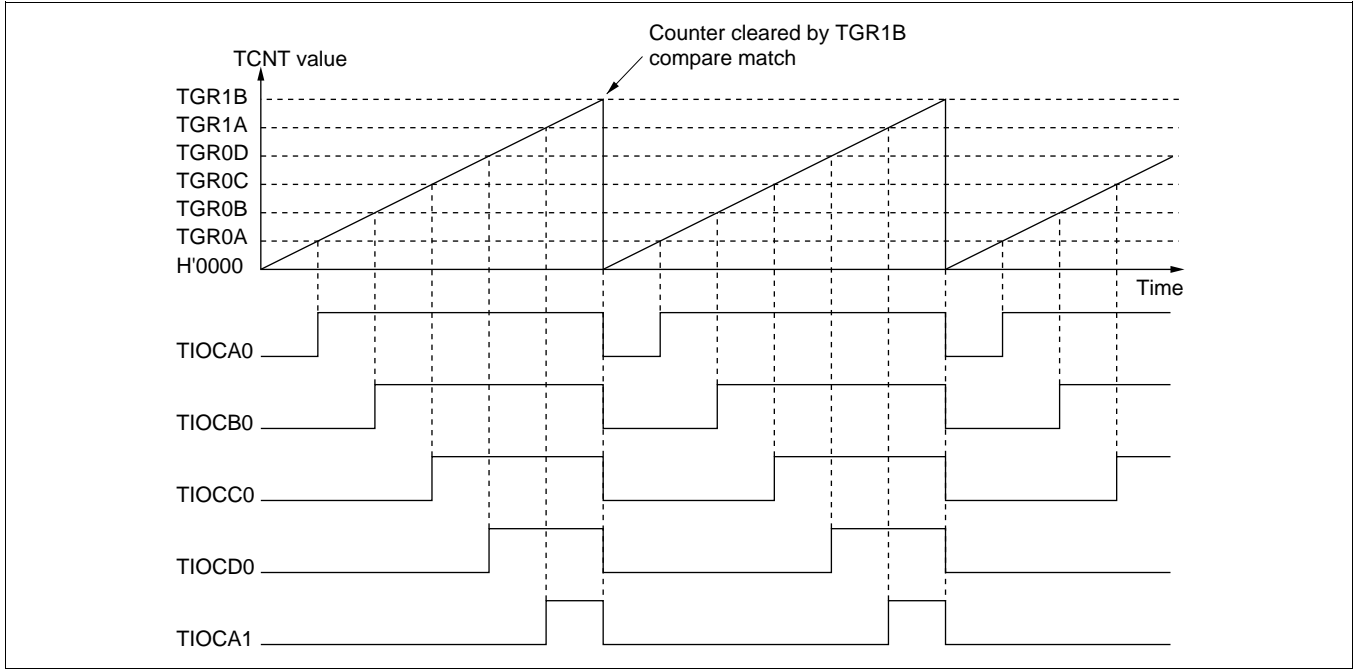 Counter cleared by TGR1B
compare match
TCNT value
TGR1B
TGR1A
TGR0D
TGR0C
TGR0B
TGR0A
H'0000
Time
TIOCA0
TIOCB0
TIOCC0
TIOCD0
TIOCA1